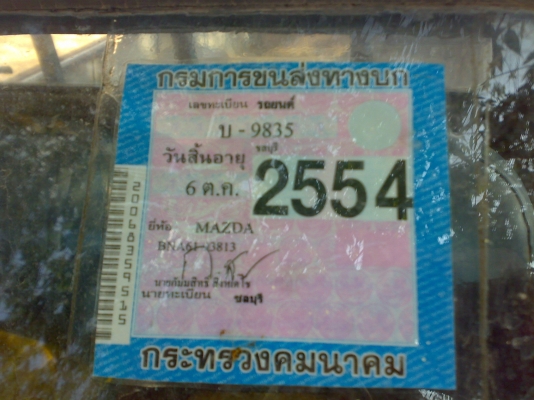 กรมการขนส่งทางบก
เลขทะเบียน รถยนต์
บ - 9835
ชลบุรี
วันสิ้นอายุ
6 ต.ค. 2554
ยี่ห้อ MAZDA
นายทะเบียน ชลบุรี
กระทรวงคมนาคม